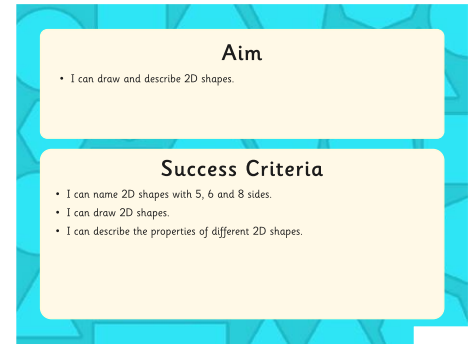 Aim
• I can draw and describe 2D shapes.
Success Criteria
• I can name 2D shapes with 5, 6 and 8 sides.
• I can draw 2D shapes.
• I can describe the properties of different 2D shapes.